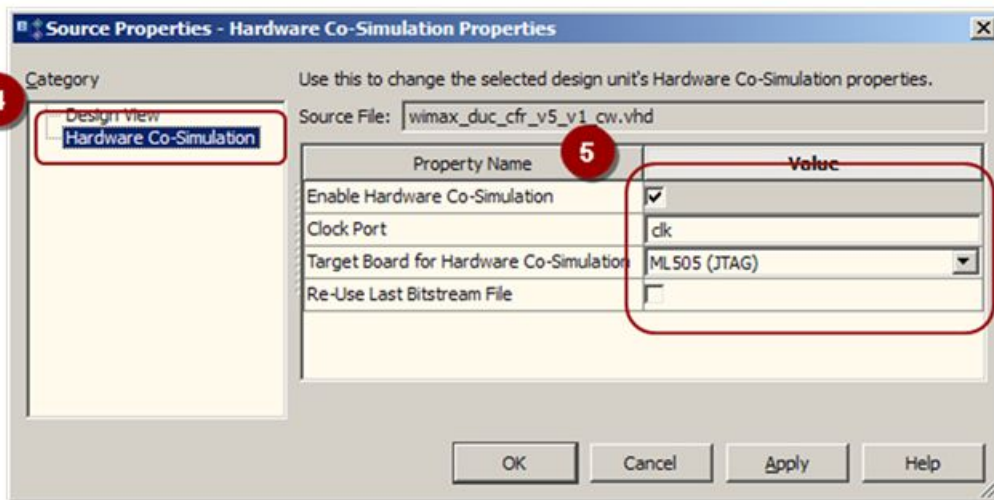 Source Properties - Hardware Co-Simulation Properties
Category
Use this to change the selected design unit's Hardware Co-Simulation properties.
4
Design View
Hardware Co-Simulation
Source File: wimax_duc_cfr_v5_v1_cw.vhd
5
Property Name Value
Enable Hardware Co-Simulation
Clock Port clk
Target Board for Hardware Co-Simulation ML505 (JTAG)
Re-Use Last Bitstream File
OK Cancel Apply Help